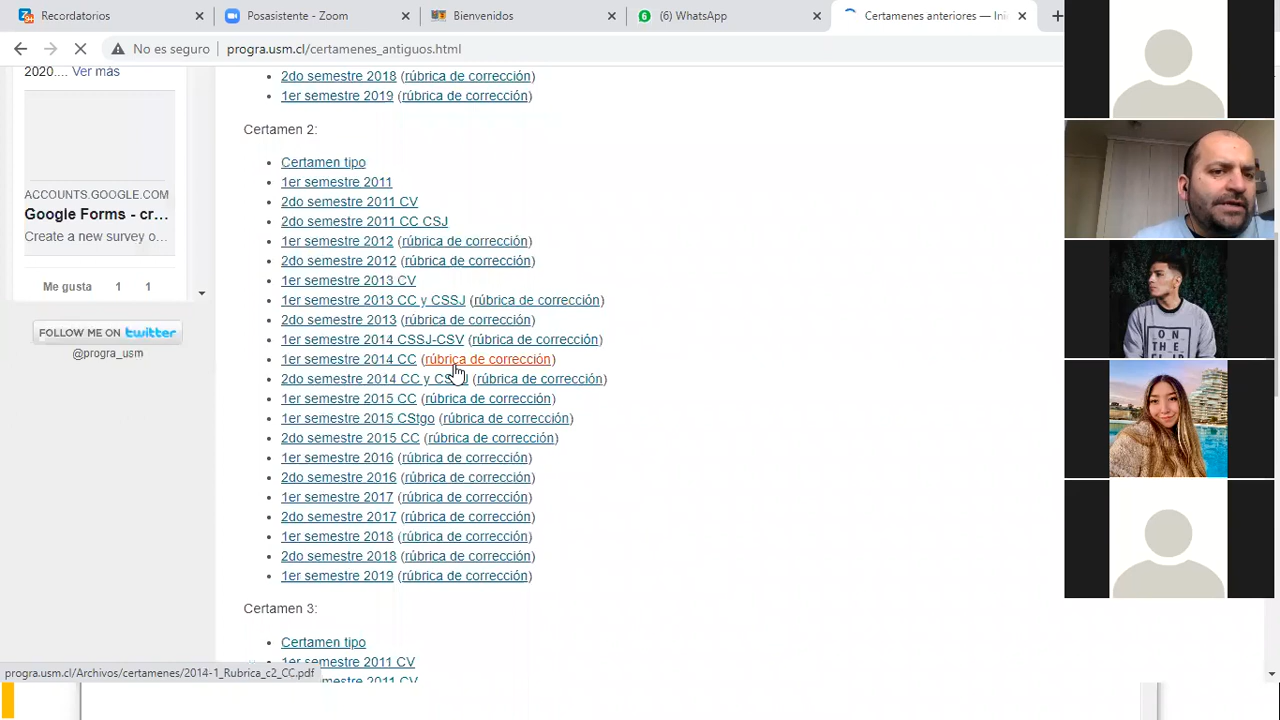 Recordatorios
Posasistente - Zoom
Bienvenidos
(6) WhatsApp
Certamenes anteriores — Ini
No es seguro
progra.usm.cl/certamenes_antiguos.html
2020.... Ver más
ACCOUNTS.GOOGLE.COM
Google Forms - cr...
Create a new survey o...
Me gusta 1 1
FOLLOW ME ON twitter
@progra_usm
2do semestre 2018 (rúbrica de corrección)
1er semestre 2019 (rúbrica de corrección)
Certamen 2:
Certamen tipo
1er semestre 2011
2do semestre 2011 CV
2do semestre 2011 CC CSJ
1er semestre 2012 (rúbrica de corrección)
2do semestre 2012 (rúbrica de corrección)
1er semestre 2013 CV
1er semestre 2013 CC y CSSJ (rúbrica de corrección)
2do semestre 2013 (rúbrica de corrección)
1er semestre 2014 CSSJ-CSV (rúbrica de corrección)
1er semestre 2014 CC (rúbrica de corrección)
2do semestre 2014 CC y (rúbrica de corrección)
1er semestre 2015 CC (rúbrica de corrección)
1er semestre 2015 CStgo (rúbrica de corrección)
2do semestre 2015 CC (rúbrica de corrección)
1er semestre 2016 (rúbrica de corrección)
2do semestre 2016 (rúbrica de corrección)
1er semestre 2017 (rúbrica de corrección)
2do semestre 2017 (rúbrica de corrección)
1er semestre 2018 (rúbrica de corrección)
2do semestre 2018 (rúbrica de corrección)
1er semestre 2019 (rúbrica de corrección)
Certamen 3:
Certamen tipo
1er semestre 2011 CV
semestre 2011 CV
progra.usm.cl/Archivos/certamenes/2014-1_Rubrica_c2_CC.pdf
ON
THE